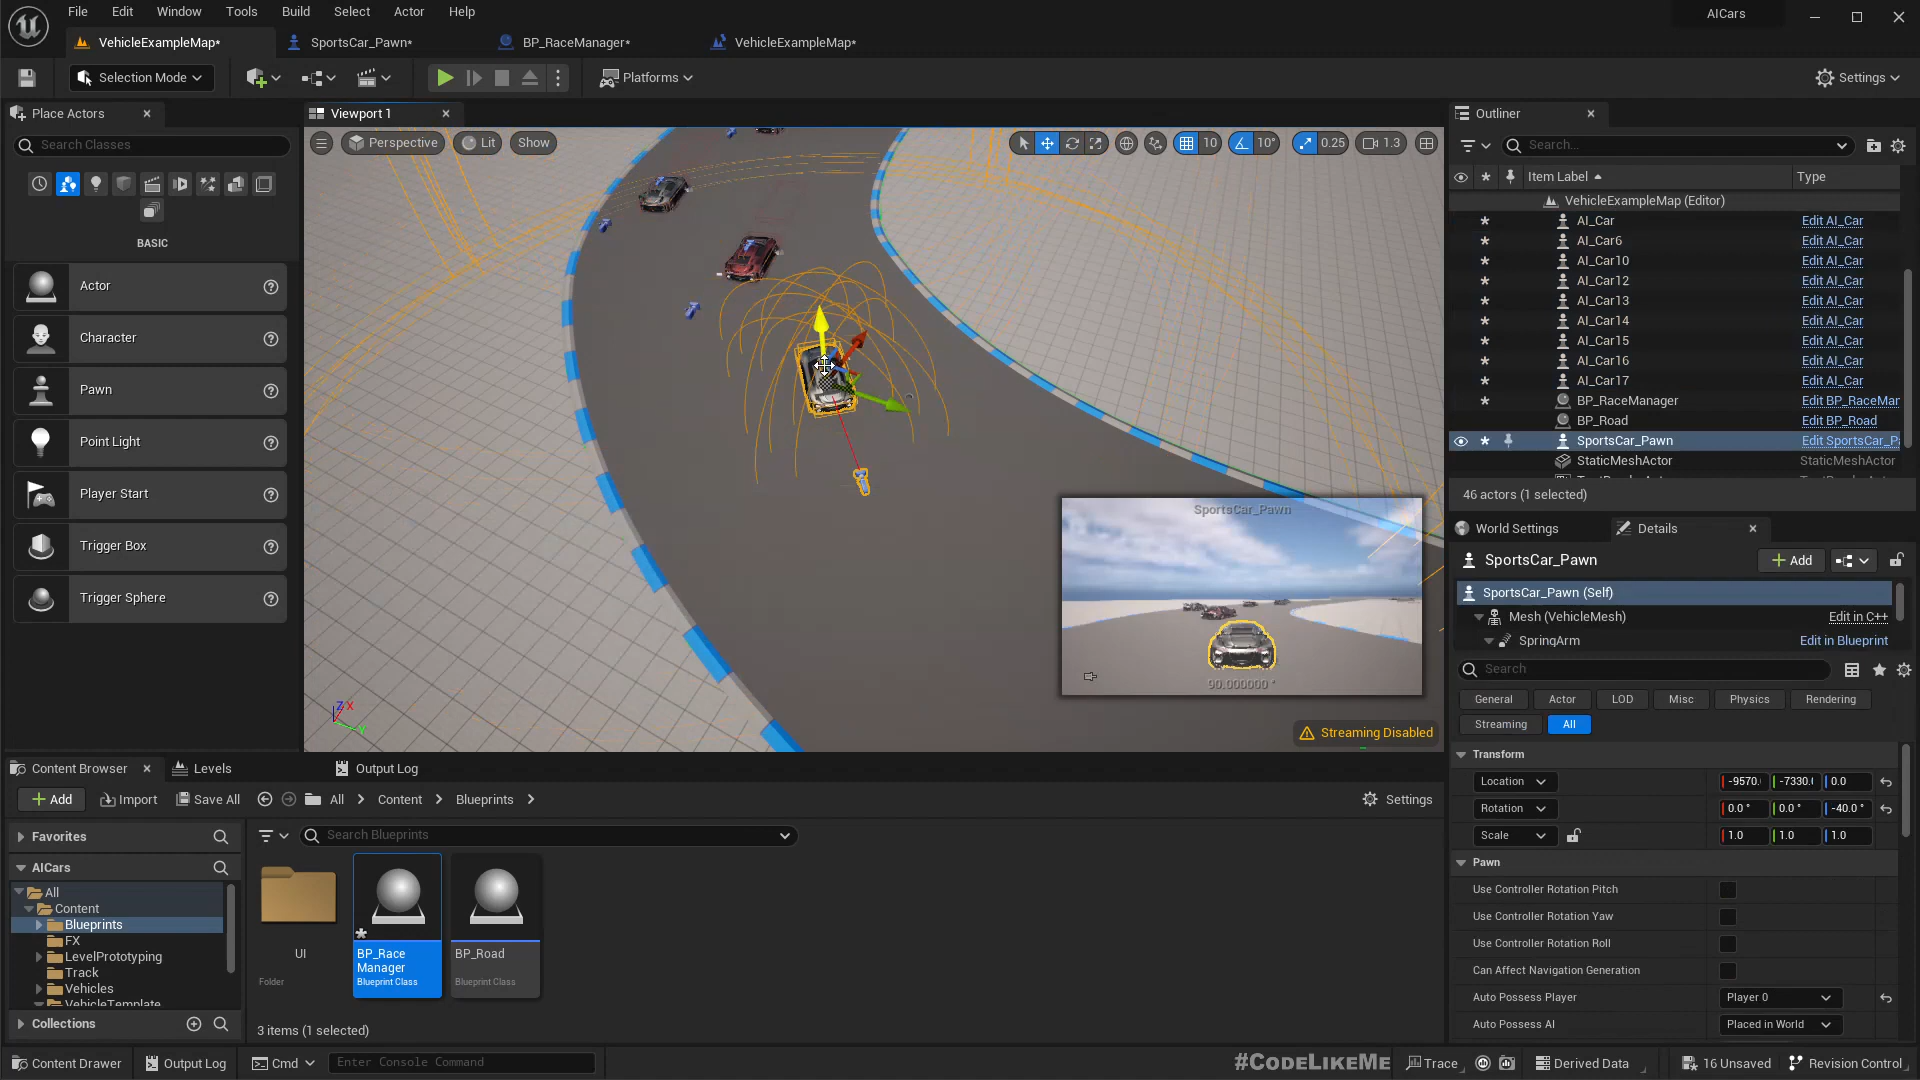 File Edit Window Tools Build Select Actor Help
AICars
VehicleExampleMap*
SportsCar_Pawn*
BP_RaceManager*
VehicleExampleMap*
Selection Mode
Platforms
Settings
Place Actors
Search Classes
BASIC
Actor
Character
Pawn
Point Light
Player Start
Trigger Box
Trigger Sphere
Viewport 1
Perspective
Lit
Show
10
10°
0.25
1.3
SportsCar_Pawn
90.000000 °
Streaming Disabled
Z X
Y
Outliner
Search...
Item Label Type
VehicleExampleMap (Editor)
AI_Car Edit AI_Car
AI_Car6 Edit AI_Car
AI_Car10 Edit AI_Car
AI_Car12 Edit AI_Car
AI_Car13 Edit AI_Car
AI_Car14 Edit AI_Car
AI_Car15 Edit AI_Car
AI_Car16 Edit AI_Car
AI_Car17 Edit AI_Car
BP_RaceManager Edit BP_RaceMar
BP_Road Edit BP_Road
SportsCar_Pawn Edit SportsCar_P
StaticMeshActor StaticMeshActor
46 actors (1 selected)
World Settings
Details
SportsCar_Pawn
Add
SportsCar_Pawn (Self)
Mesh (VehicleMesh) Edit in C++
SpringArm Edit in Blueprint
Search
General Actor LOD Misc Physics Rendering
Streaming All
Transform
Location -9570. -7330.( 0.0
Rotation 0.0 ° 0.0 ° -40.0 °
Scale 1.0 1.0 1.0
Pawn
Use Controller Rotation Pitch
Use Controller Rotation Yaw
Use Controller Rotation Roll
Can Affect Navigation Generation
Auto Possess Player Player 0
Auto Possess AI Placed in World
Content Browser
Levels
Output Log
Add
Import
Save All
All
Content
Blueprints
Settings
Favorites
AICars
All
Content
Blueprints
FX
LevelPrototyping
Track
Vehicles
VehicleTemplate
Collections
Search Blueprints
UI
Folder
BP_Race
Manager
Blueprint Class
BP_Road
Blueprint Class
3 items (1 selected)
Content Drawer
Output Log
Cmd
Enter Console Command
#CODELIKEME
Trace
Derived Data
16 Unsaved
Revision Control